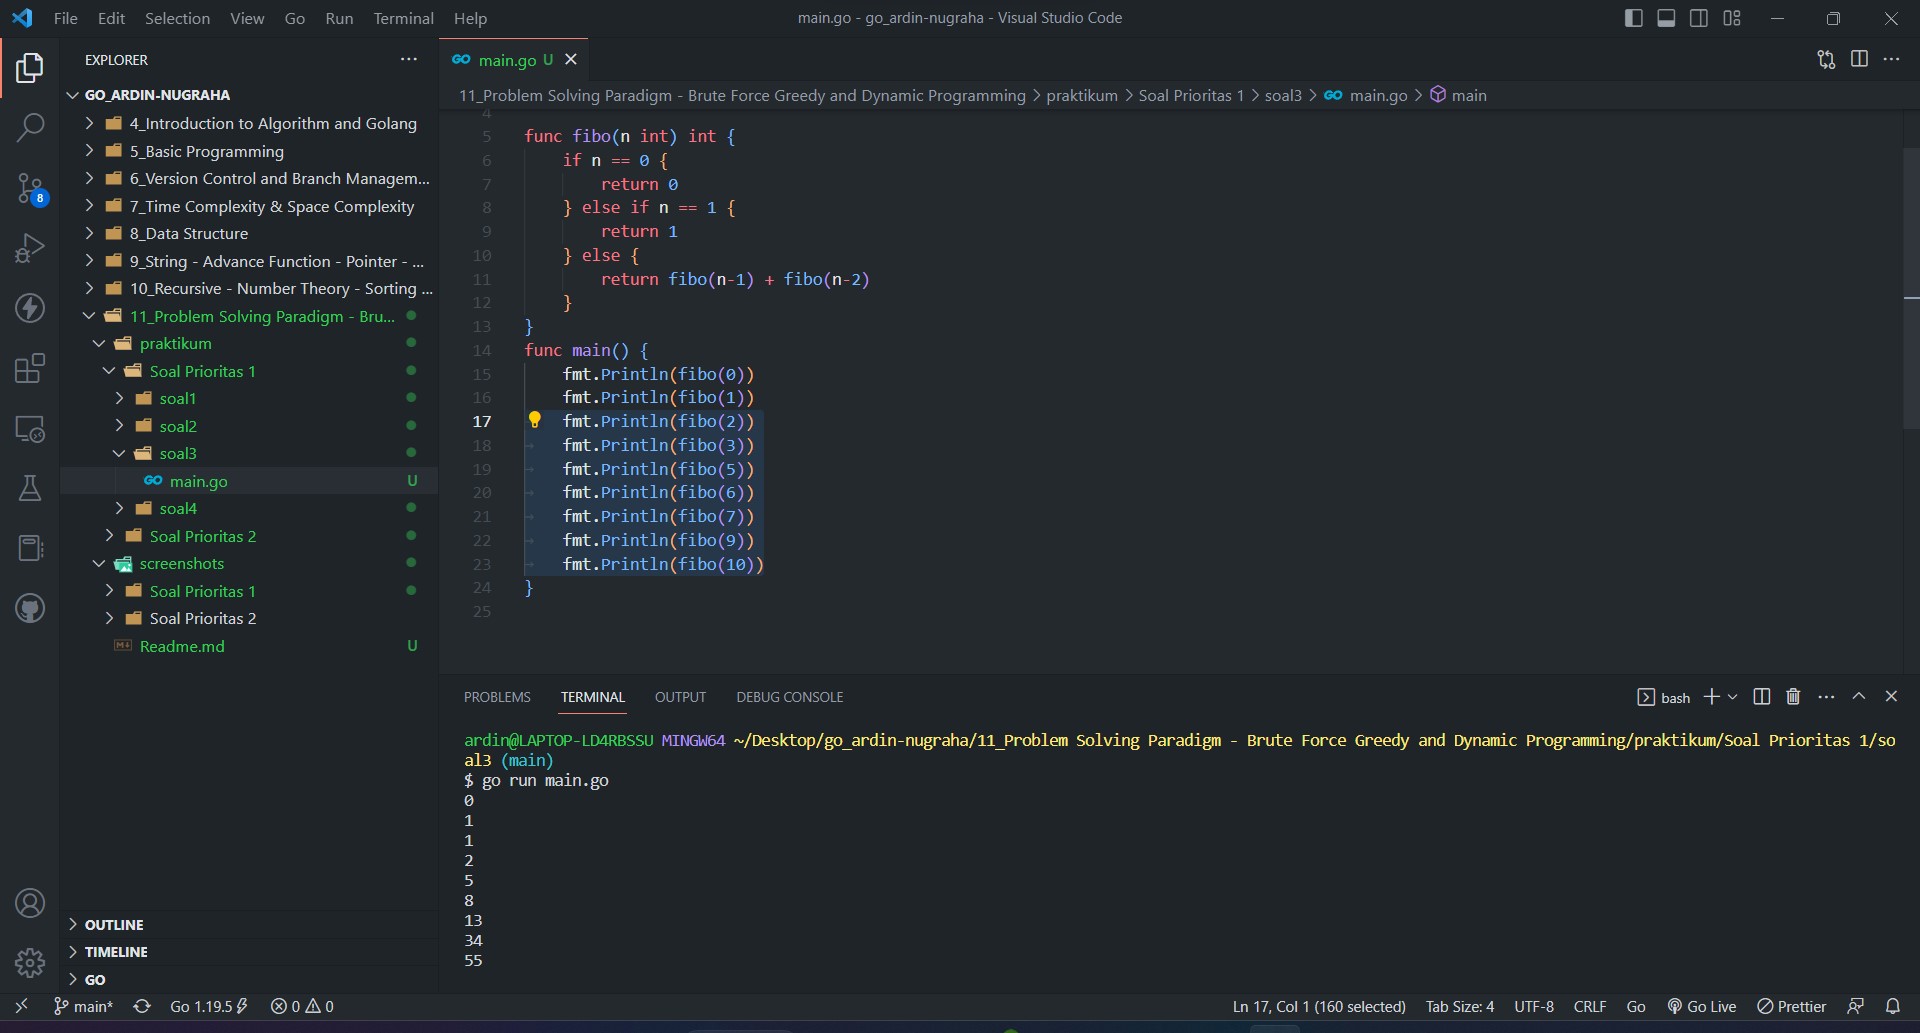 File Edit Selection View Go Run Terminal Help
main.go - go_ardin-nugraha - Visual Studio Code
EXPLORER
GO_ARDIN-NUGRAHA
4_Introduction to Algorithm and Golang
5_Basic Programming
6_Version Control and Branch Managem...
7_Time Complexity & Space Complexity
8_Data Structure
9_String - Advance Function - Pointer - ...
10_Recursive - Number Theory - Sorting ...
11_Problem Solving Paradigm - Bru...
praktikum
Soal Prioritas 1
soal1
soal2
soal3
GO main.go U
soal4
Soal Prioritas 2
screenshots
Soal Prioritas 1
Soal Prioritas 2
M↓ Readme.md U
OUTLINE
TIMELINE
GO
8
GO main.go U
11_Problem Solving Paradigm - Brute Force Greedy and Dynamic Programming > praktikum > Soal Prioritas 1 > soal3 > GO main.go > main
4
5 func fibo(n int) int {
6 if n == 0 {
7 return 0
8 } else if n == 1 {
9 return 1
10 } else {
11 return fibo(n-1) + fibo(n-2)
12 }
13 }
14 func main() {
15 fmt.Println(fibo(0))
16 fmt.Println(fibo(1))
17 fmt.Println(fibo(2))
18 fmt.Println(fibo(3))
19 fmt.Println(fibo(5))
20 fmt.Println(fibo(6))
21 fmt.Println(fibo(7))
22 fmt.Println(fibo(9))
23 fmt.Println(fibo(10))
24 }
25
PROBLEMS TERMINAL OUTPUT DEBUG CONSOLE
bash
ardin@LAPTOP-LD4RBSSU MINGW64 ~/Desktop/go_ardin-nugraha/11_Problem Solving Paradigm - Brute Force Greedy and Dynamic Programming/praktikum/Soal Prioritas 1/so
al3 (main)
$ go run main.go
0
1
1
2
5
8
13
34
55
main* Go 1.19.5 0 0
Ln 17, Col 1 (160 selected) Tab Size: 4 UTF-8 CRLF Go Go Live Prettier